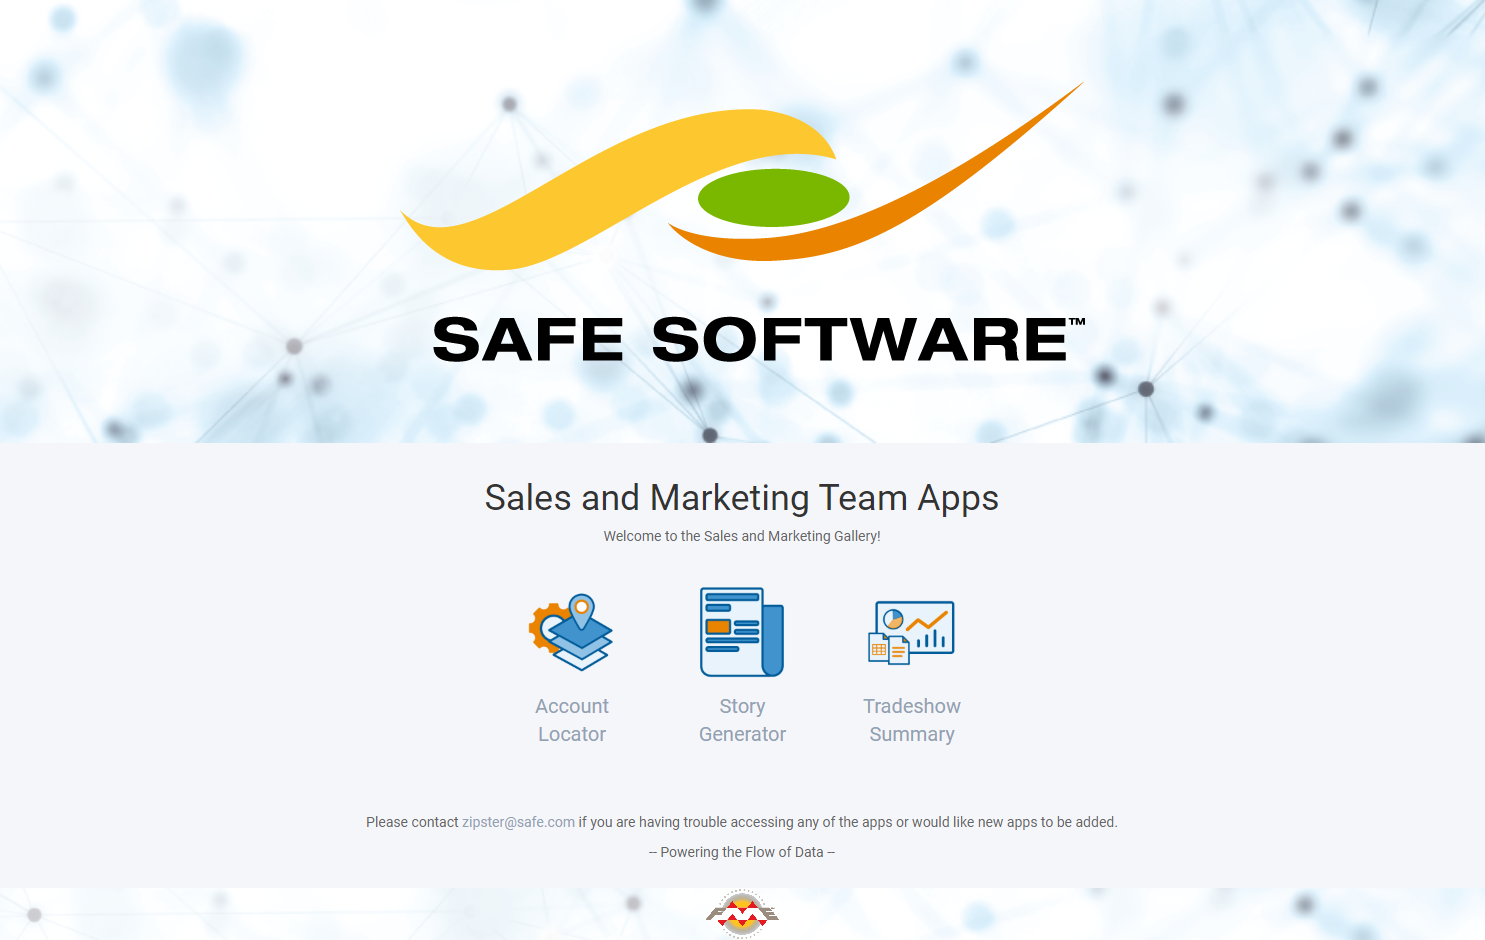 SAFE SOFTWARE™
Sales and Marketing Team Apps
Welcome to the Sales and Marketing Gallery!
Account
Locator
Story
Generator
Tradeshow
Summary
Please contact zipster@safe.com if you are having trouble accessing any of the apps or would like new apps to be added.
-- Powering the Flow of Data --